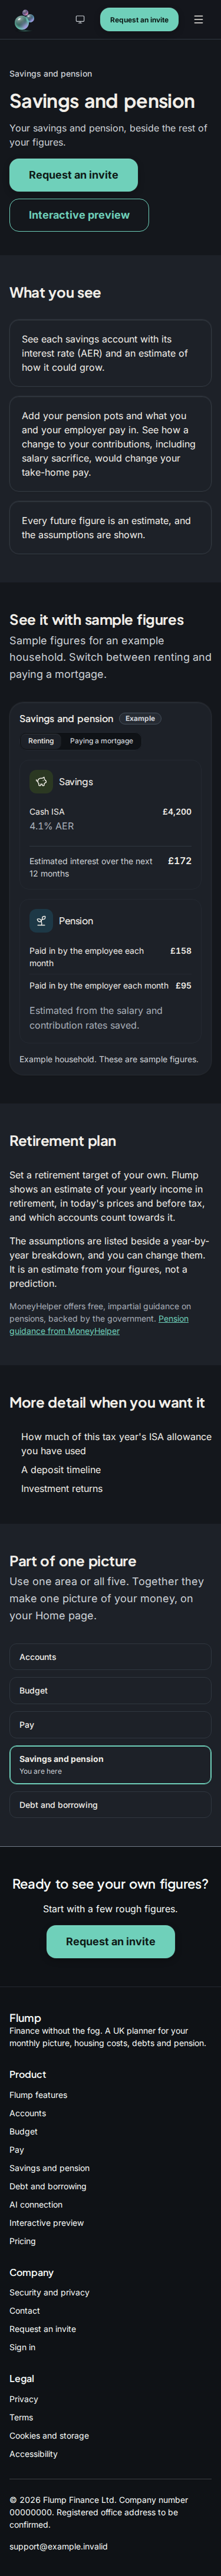 Request an invite
Savings and pension
Savings and pension
Your savings and pension, beside the rest of
your figures.
Request an invite
Interactive preview
What you see
See each savings account with its
interest rate (AER) and an estimate of
how it could grow.
Add your pension pots and what you
and your employer pay in. See how a
change to your contributions, including
salary sacrifice, would change your
take-home pay.
Every future figure is an estimate, and
the assumptions are shown.
See it with sample figures
Sample figures for an example
household. Switch between renting and
paying a mortgage.
Savings and pension Example
Renting Paying a mortgage
Savings
Cash ISA £4,200
4.1% AER
Estimated interest over the next £172
12 months
Pension
Paid in by the employee each £158
month
Paid in by the employer each month £95
Estimated from the salary and
contribution rates saved.
Example household. These are sample figures.
Retirement plan
Set a retirement target of your own. Flump
shows an estimate of your yearly income in
retirement, in today's prices and before tax,
and which accounts count towards it.
The assumptions are listed beside a year-by-
year breakdown, and you can change them.
It is an estimate from your figures, not a
prediction.
MoneyHelper offers free, impartial guidance on
pensions, backed by the government. Pension
guidance from MoneyHelper
More detail when you want it
How much of this tax year's ISA allowance
you have used
A deposit timeline
Investment returns
Part of one picture
Use one area or all five. Together they
make one picture of your money, on
your Home page.
Accounts
Budget
Pay
Savings and pension
You are here
Debt and borrowing
Ready to see your own figures?
Start with a few rough figures.
Request an invite
Flump
Finance without the fog. A UK planner for your
monthly picture, housing costs, debts and pension.
Product
Flump features
Accounts
Budget
Pay
Savings and pension
Debt and borrowing
AI connection
Interactive preview
Pricing
Company
Security and privacy
Contact
Request an invite
Sign in
Legal
Privacy
Terms
Cookies and storage
Accessibility
© 2026 Flump Finance Ltd. Company number
00000000. Registered office address to be
confirmed.
support@example.invalid